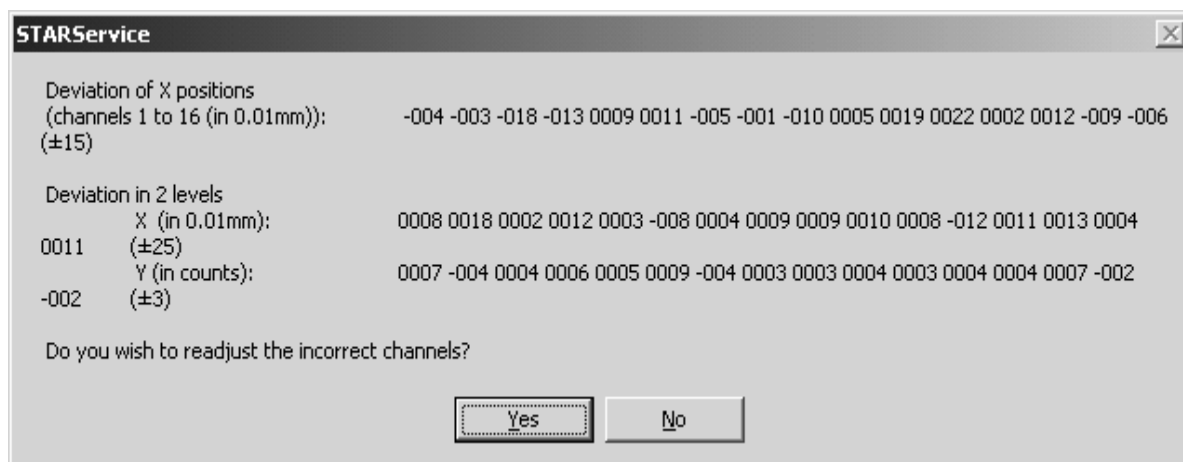 STARService
Deviation of X positions
(channels 1 to 16 (in 0.01mm)): -004 -003 -018 -013 0009 0011 -005 -001 -010 0005 0019 0022 0002 0012 -009 -006
(±15)
Deviation in 2 levels
X (in 0.01mm): 0008 0018 0002 0012 0003 -008 0004 0009 0009 0010 0008 -012 0011 0013 0004
0011 (±25)
Y (in counts): 0007 -004 0004 0006 0005 0009 -004 0003 0003 0004 0003 0004 0004 0007 -002
-002 (±3)
Do you wish to readjust the incorrect channels?
Yes No